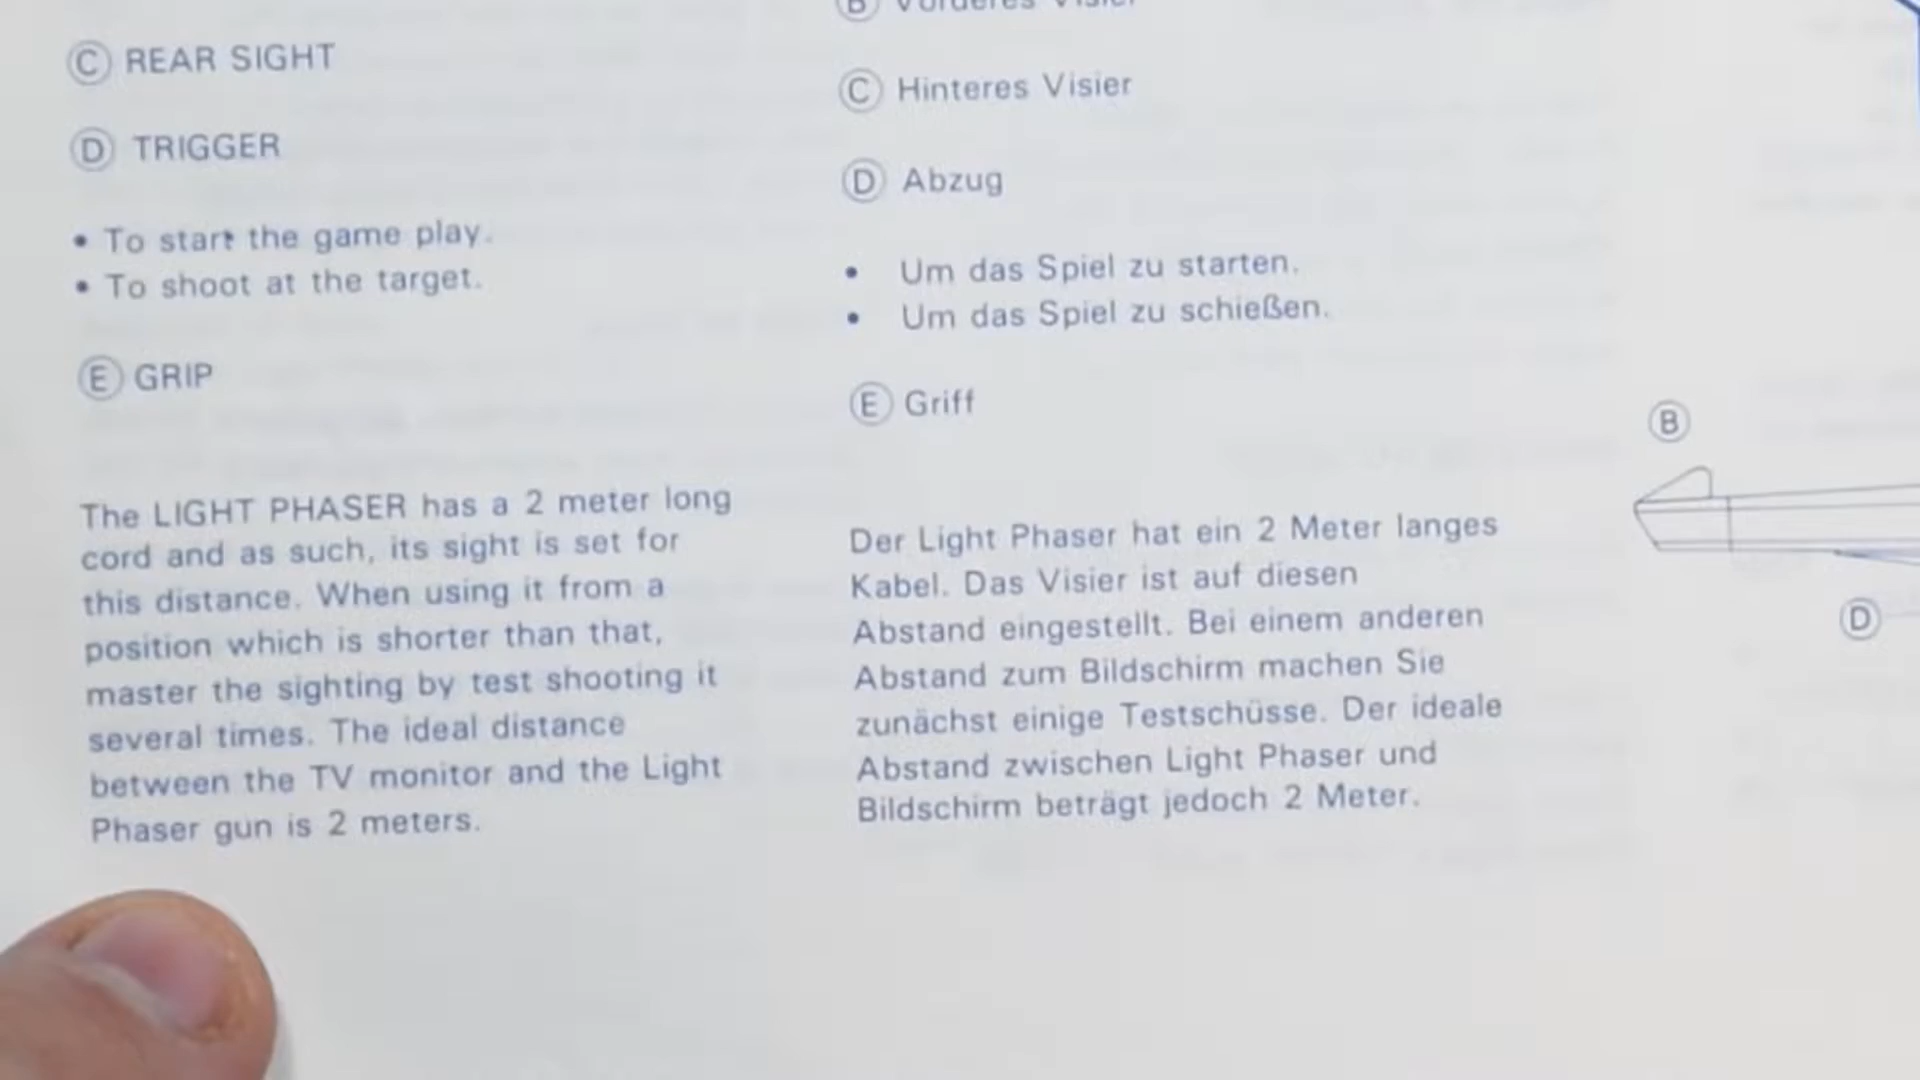 Ⓒ REAR SIGHT
Ⓓ TRIGGER
• To start the game play.
• To shoot at the target.
Ⓔ GRIP
The LIGHT PHASER has a 2 meter long
cord and as such, its sight is set for
this distance. When using it from a
position which is shorter than that,
master the sighting by test shooting it
several times. The ideal distance
between the TV monitor and the Light
Phaser gun is 2 meters.
Ⓑ Vorderes Visier
Ⓒ Hinteres Visier
Ⓓ Abzug
• Um das Spiel zu starten.
• Um das Spiel zu schießen.
Ⓔ Griff
Der Light Phaser hat ein 2 Meter langes
Kabel. Das Visier ist auf diesen
Abstand eingestellt. Bei einem anderen
Abstand zum Bildschirm machen Sie
zunächst einige Testschüsse. Der ideale
Abstand zwischen Light Phaser und
Bildschirm beträgt jedoch 2 Meter.
Ⓑ
Ⓓ